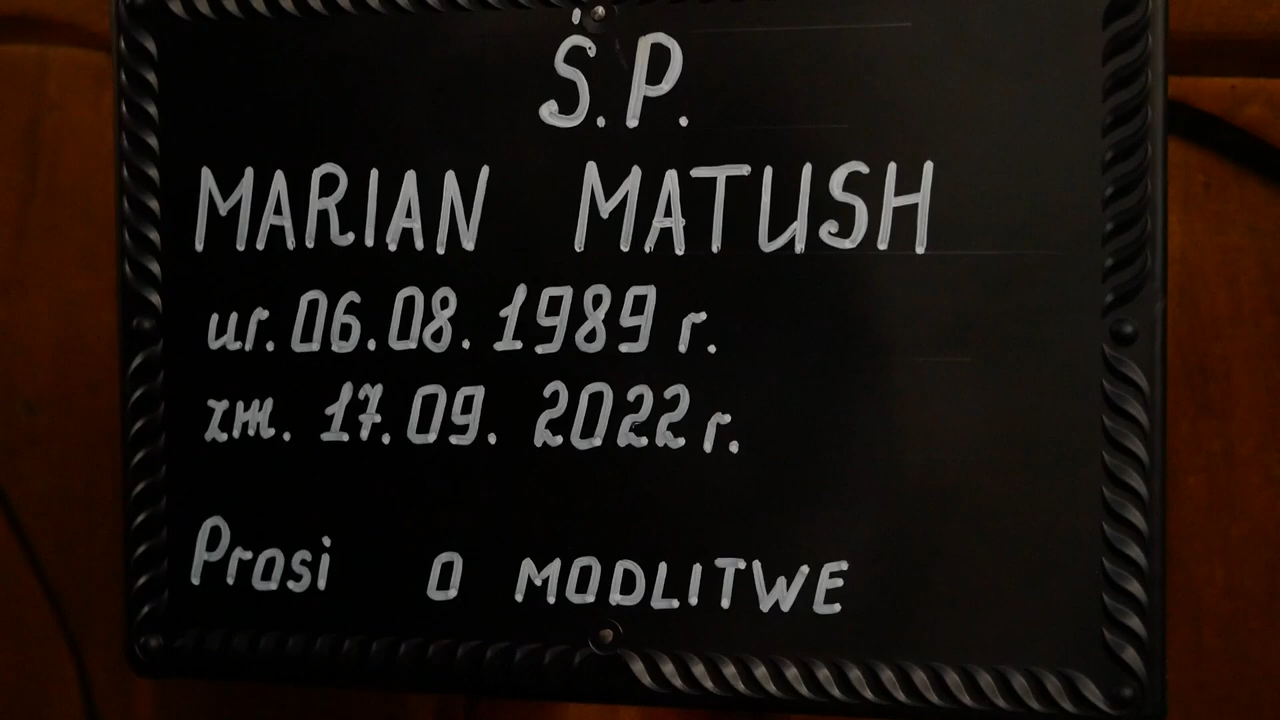 Ś.P.
MARIAN MATUSH
ur. 06.08.1989 r.
zm. 17.09.2022 r.
Prosi o MODLITWE